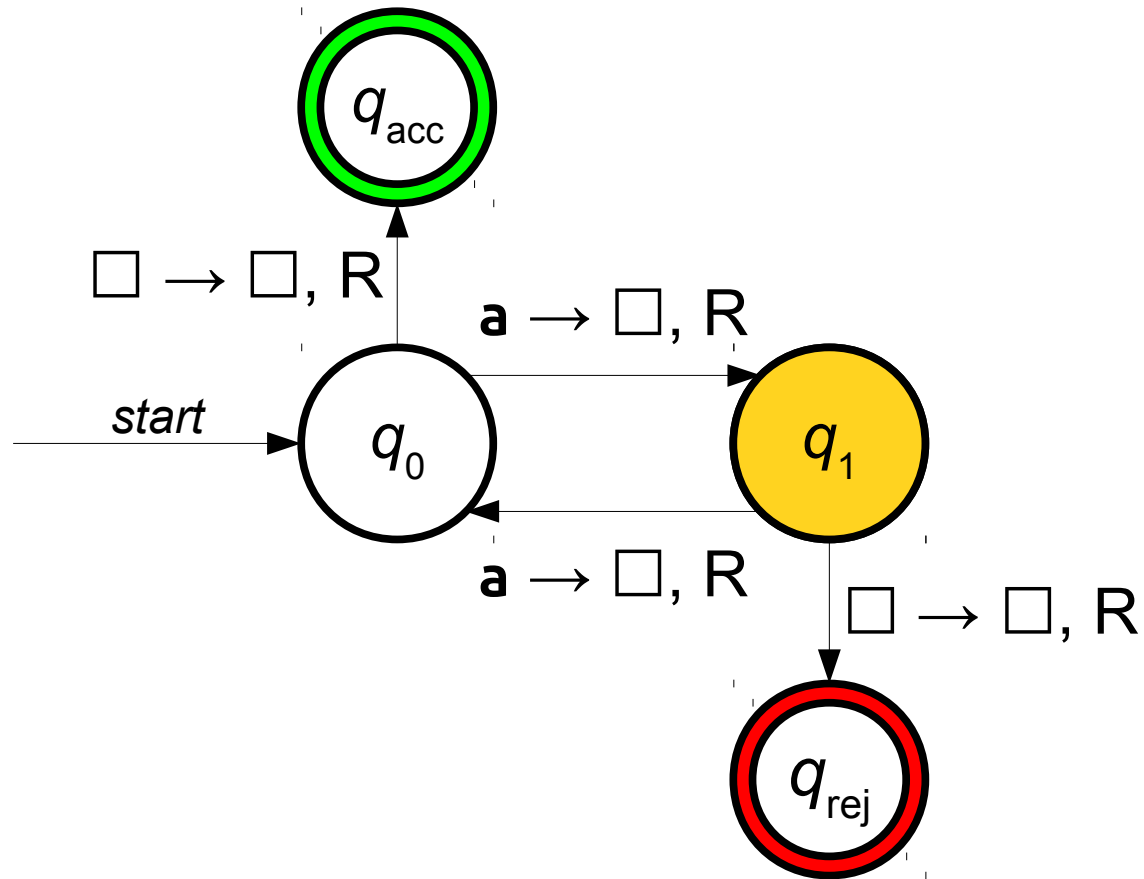 q_acc
□ → □, R
a → □, R
start
q_0
q_1
a → □, R
□ → □, R
q_rej